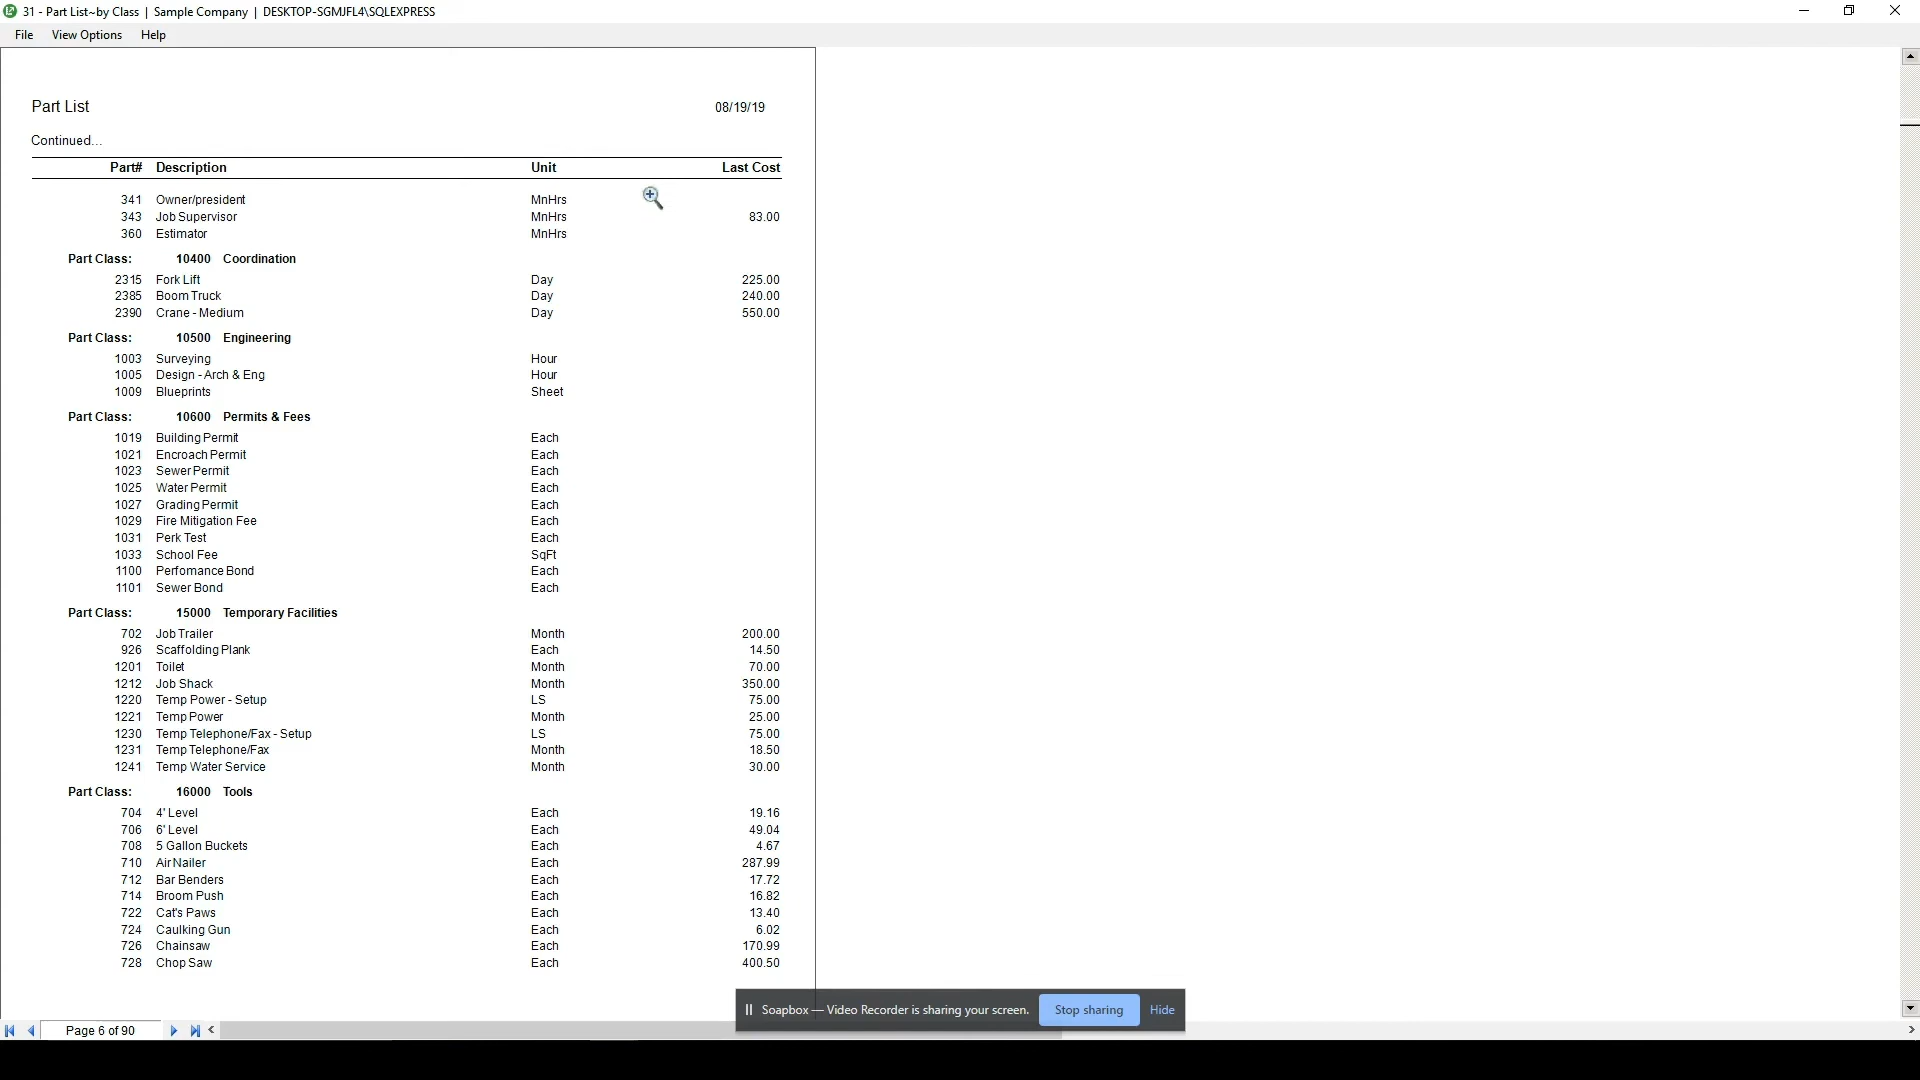 31 - Part List~by Class | Sample Company | DESKTOP-SGMJFL4\SQLEXPRESS
File View Options Help
Part List 08/19/19
Continued...
Part# Description Unit Last Cost
341 Owner/president MnHrs
343 Job Supervisor MnHrs 83.00
360 Estimator MnHrs
Part Class: 10400 Coordination
2315 Fork Lift Day 225.00
2385 Boom Truck Day 240.00
2390 Crane - Medium Day 550.00
Part Class: 10500 Engineering
1003 Surveying Hour
1005 Design - Arch & Eng Hour
1009 Blueprints Sheet
Part Class: 10600 Permits & Fees
1019 Building Permit Each
1021 Encroach Permit Each
1023 Sewer Permit Each
1025 Water Permit Each
1027 Grading Permit Each
1029 Fire Mitigation Fee Each
1031 Perk Test Each
1033 School Fee SqFt
1100 Perfomance Bond Each
1101 Sewer Bond Each
Part Class: 15000 Temporary Facilities
702 Job Trailer Month 200.00
926 Scaffolding Plank Each 14.50
1201 Toilet Month 70.00
1212 Job Shack Month 350.00
1220 Temp Power - Setup LS 75.00
1221 Temp Power Month 25.00
1230 Temp Telephone/Fax - Setup LS 75.00
1231 Temp Telephone/Fax Month 18.50
1241 Temp Water Service Month 30.00
Part Class: 16000 Tools
704 4' Level Each 19.16
706 6' Level Each 49.04
708 5 Gallon Buckets Each 4.67
710 Air Nailer Each 287.99
712 Bar Benders Each 17.72
714 Broom Push Each 16.82
722 Cat's Paws Each 13.40
724 Caulking Gun Each 6.02
726 Chainsaw Each 170.99
728 Chop Saw Each 400.50
Soapbox — Video Recorder is sharing your screen. Stop sharing Hide
Page 6 of 90